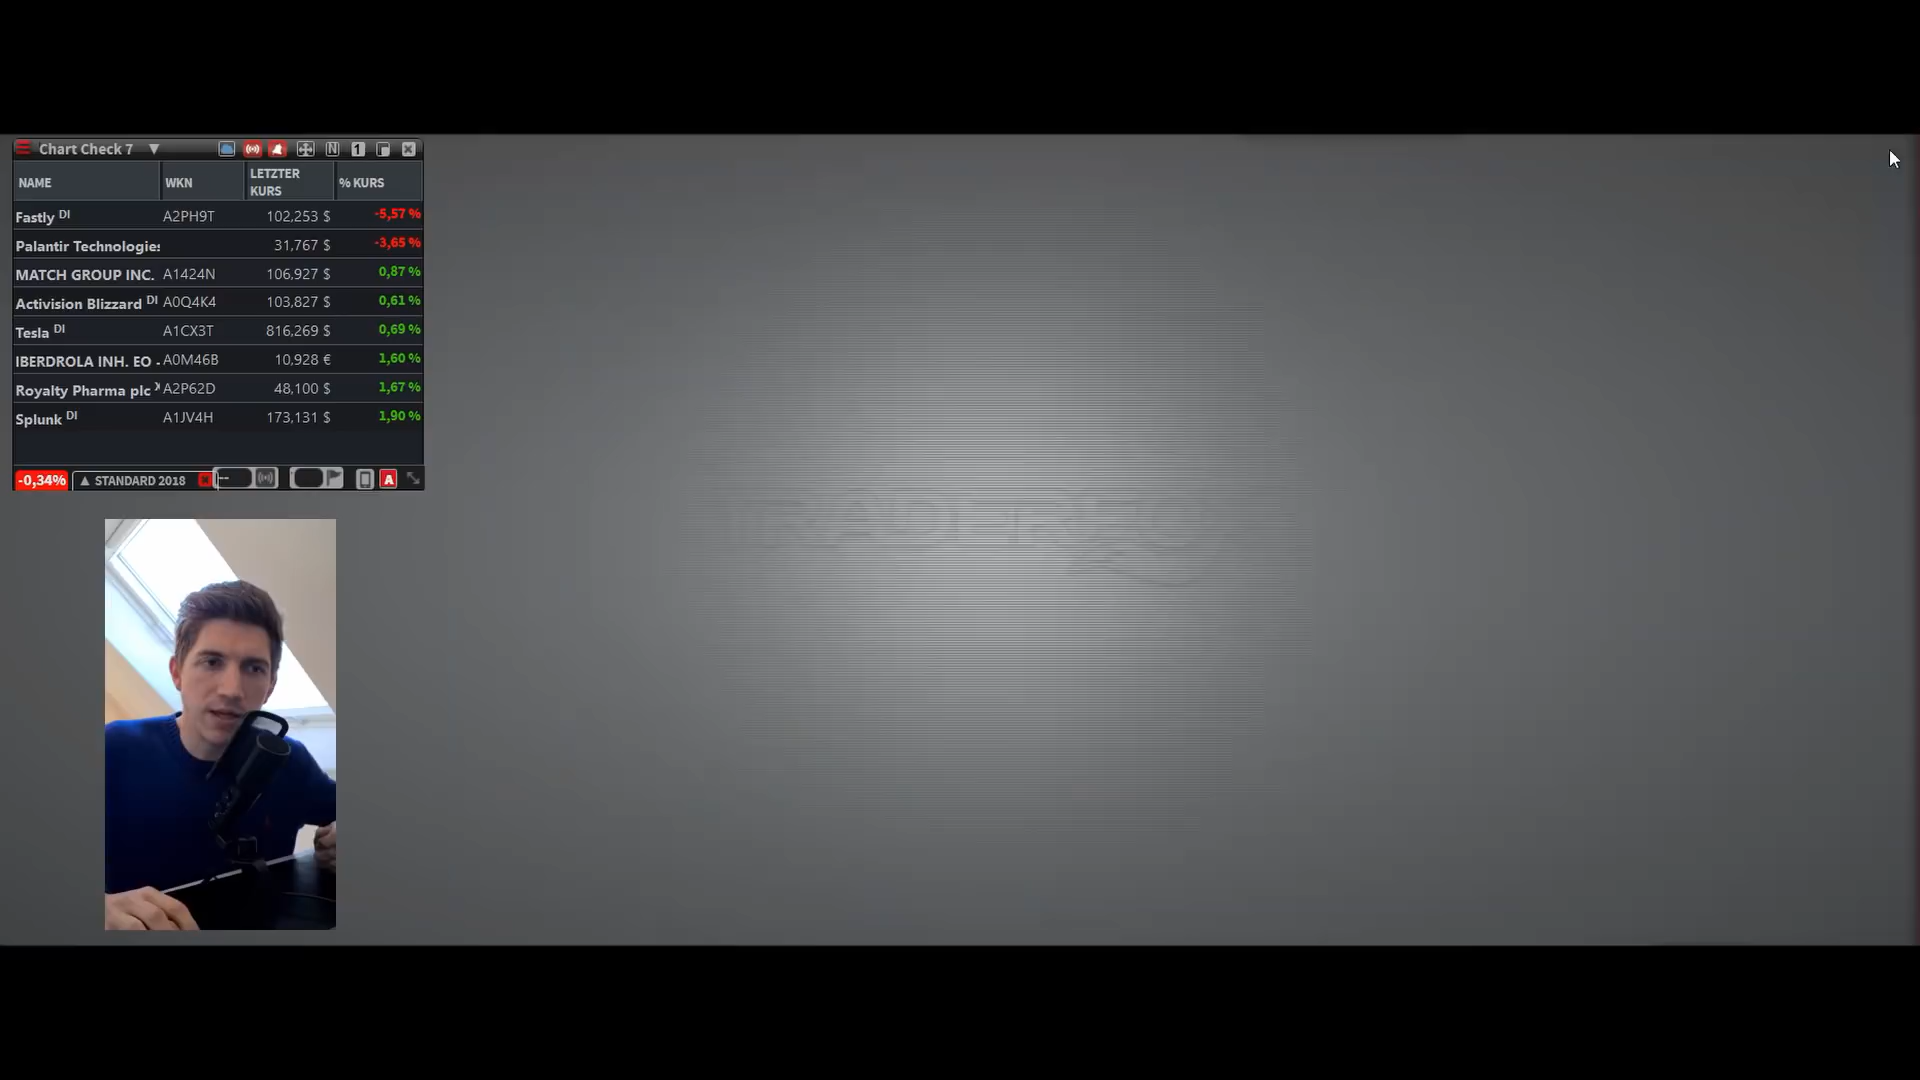 Chart Check 7 ▼ N 1
NAME WKN LETZTER KURS % KURS
Fastly DI A2PH9T 102,253 $ -5,57 %
Palantir Technologies 31,767 $ -3,65 %
MATCH GROUP INC. A1424N 106,927 $ 0,87 %
Activision Blizzard DI A0Q4K4 103,827 $ 0,61 %
Tesla DI A1CX3T 816,269 $ 0,69 %
IBERDROLA INH. EO - A0M46B 10,928 € 1,60 %
Royalty Pharma plc A2P62D 48,100 $ 1,67 %
Splunk DI A1JV4H 173,131 $ 1,90 %
-0,34% ▲ STANDARD 2018 -- A